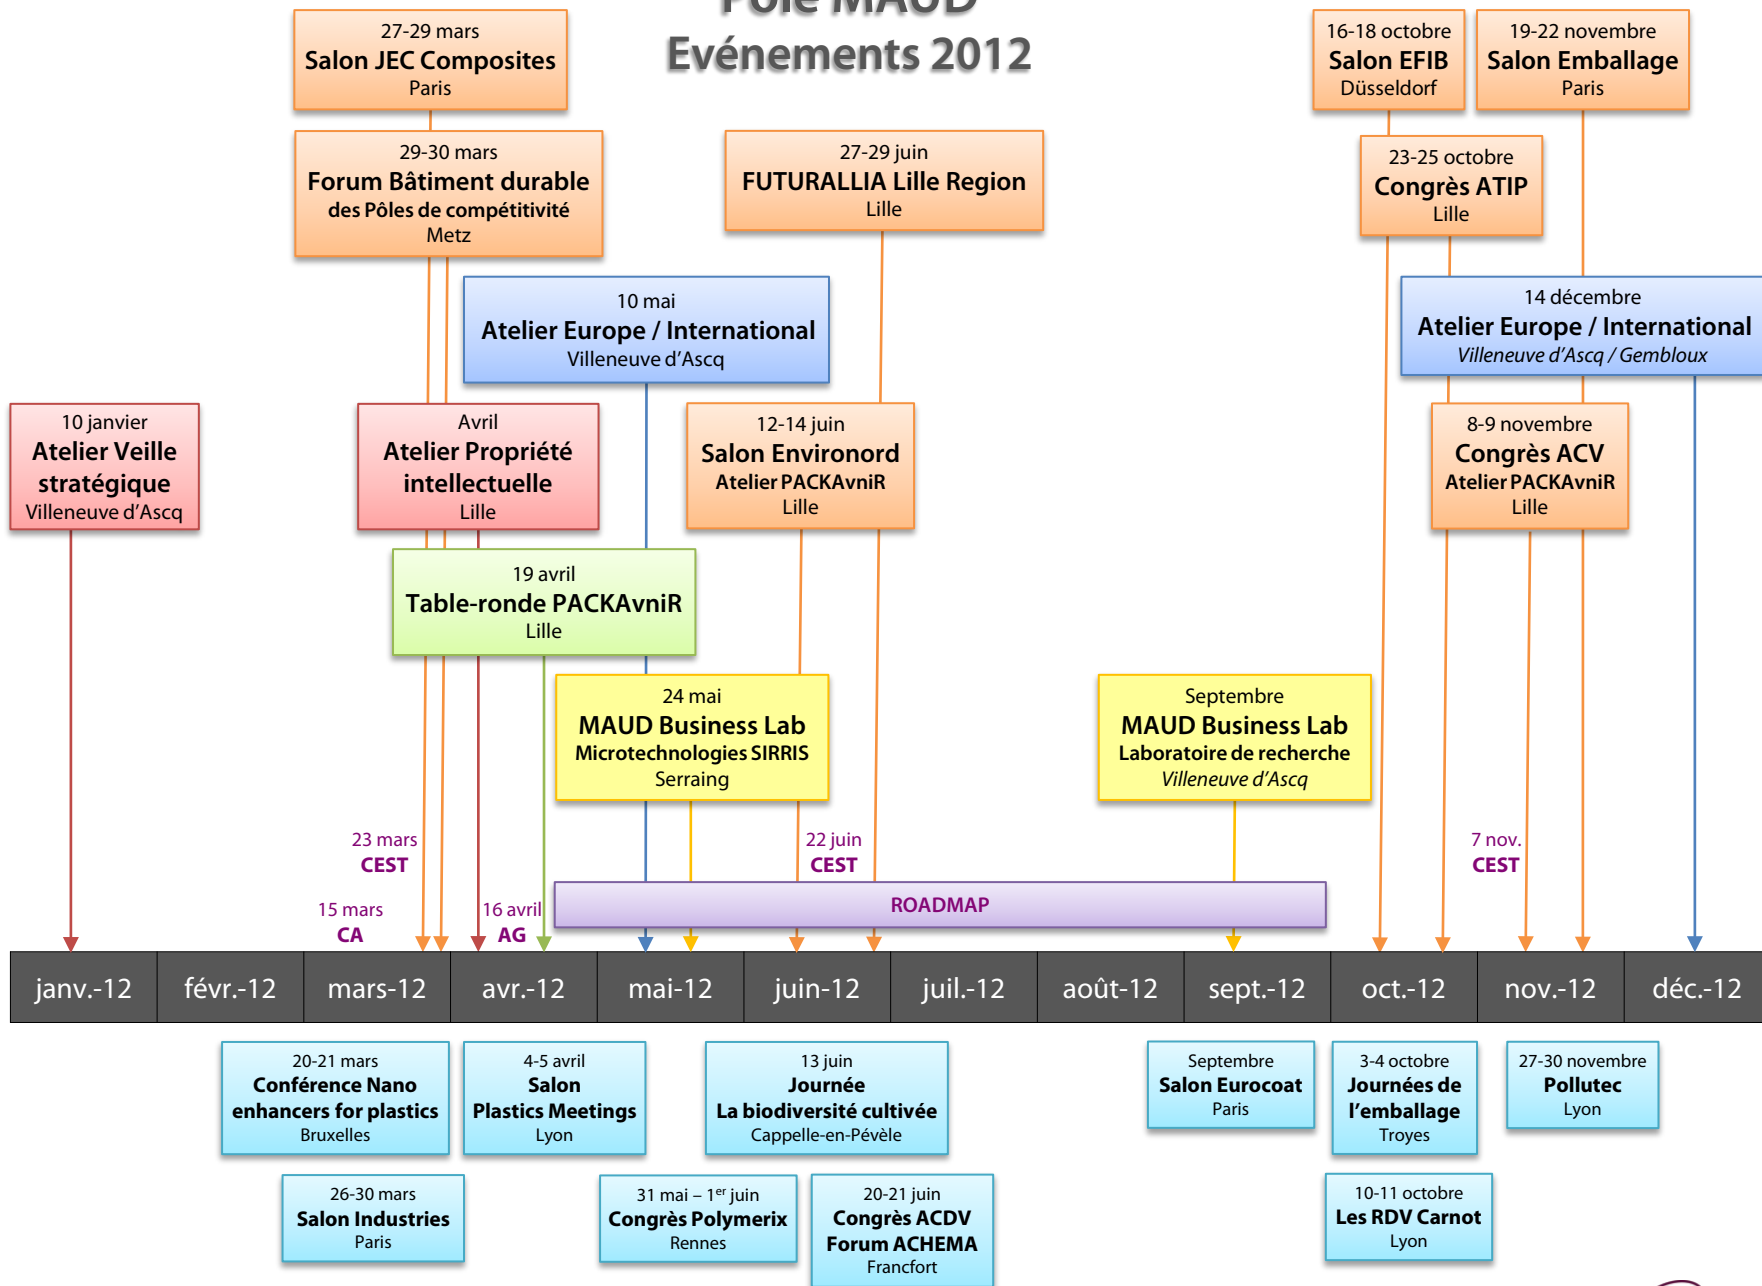 Pôle MAUD
Evénements 2012
27-29 mars
Salon JEC Composites
Paris
16-18 octobre
Salon EFIB
Düsseldorf
19-22 novembre
Salon Emballage
Paris
29-30 mars
Forum Bâtiment durable
des Pôles de compétitivité
Metz
27-29 juin
FUTURALLIA Lille Region
Lille
23-25 octobre
Congrès ATIP
Lille
10 mai
Atelier Europe / International
Villeneuve d’Ascq
14 décembre
Atelier Europe / International
Villeneuve d’Ascq / Gembloux
10 janvier
Atelier Veille
stratégique
Villeneuve d’Ascq
Avril
Atelier Propriété
intellectuelle
Lille
12-14 juin
Salon Environord
Atelier PACKAvniR
Lille
8-9 novembre
Congrès ACV
Atelier PACKAvniR
Lille
19 avril
Table-ronde PACKAvniR
Lille
24 mai
MAUD Business Lab
Microtechnologies SIRRIS
Serraing
Septembre
MAUD Business Lab
Laboratoire de recherche
Villeneuve d’Ascq
23 mars
CEST
22 juin
CEST
7 nov.
CEST
15 mars
CA
16 avril
AG
ROADMAP
janv.-12
févr.-12
mars-12
avr.-12
mai-12
juin-12
juil.-12
août-12
sept.-12
oct.-12
nov.-12
déc.-12
20-21 mars
Conférence Nano
enhancers for plastics
Bruxelles
4-5 avril
Salon
Plastics Meetings
Lyon
13 juin
Journée
La biodiversité cultivée
Cappelle-en-Pévèle
Septembre
Salon Eurocoat
Paris
3-4 octobre
Journées de
l’emballage
Troyes
27-30 novembre
Pollutec
Lyon
26-30 mars
Salon Industries
Paris
31 mai – 1er juin
Congrès Polymerix
Rennes
20-21 juin
Congrès ACDV
Forum ACHEMA
Francfort
10-11 octobre
Les RDV Carnot
Lyon